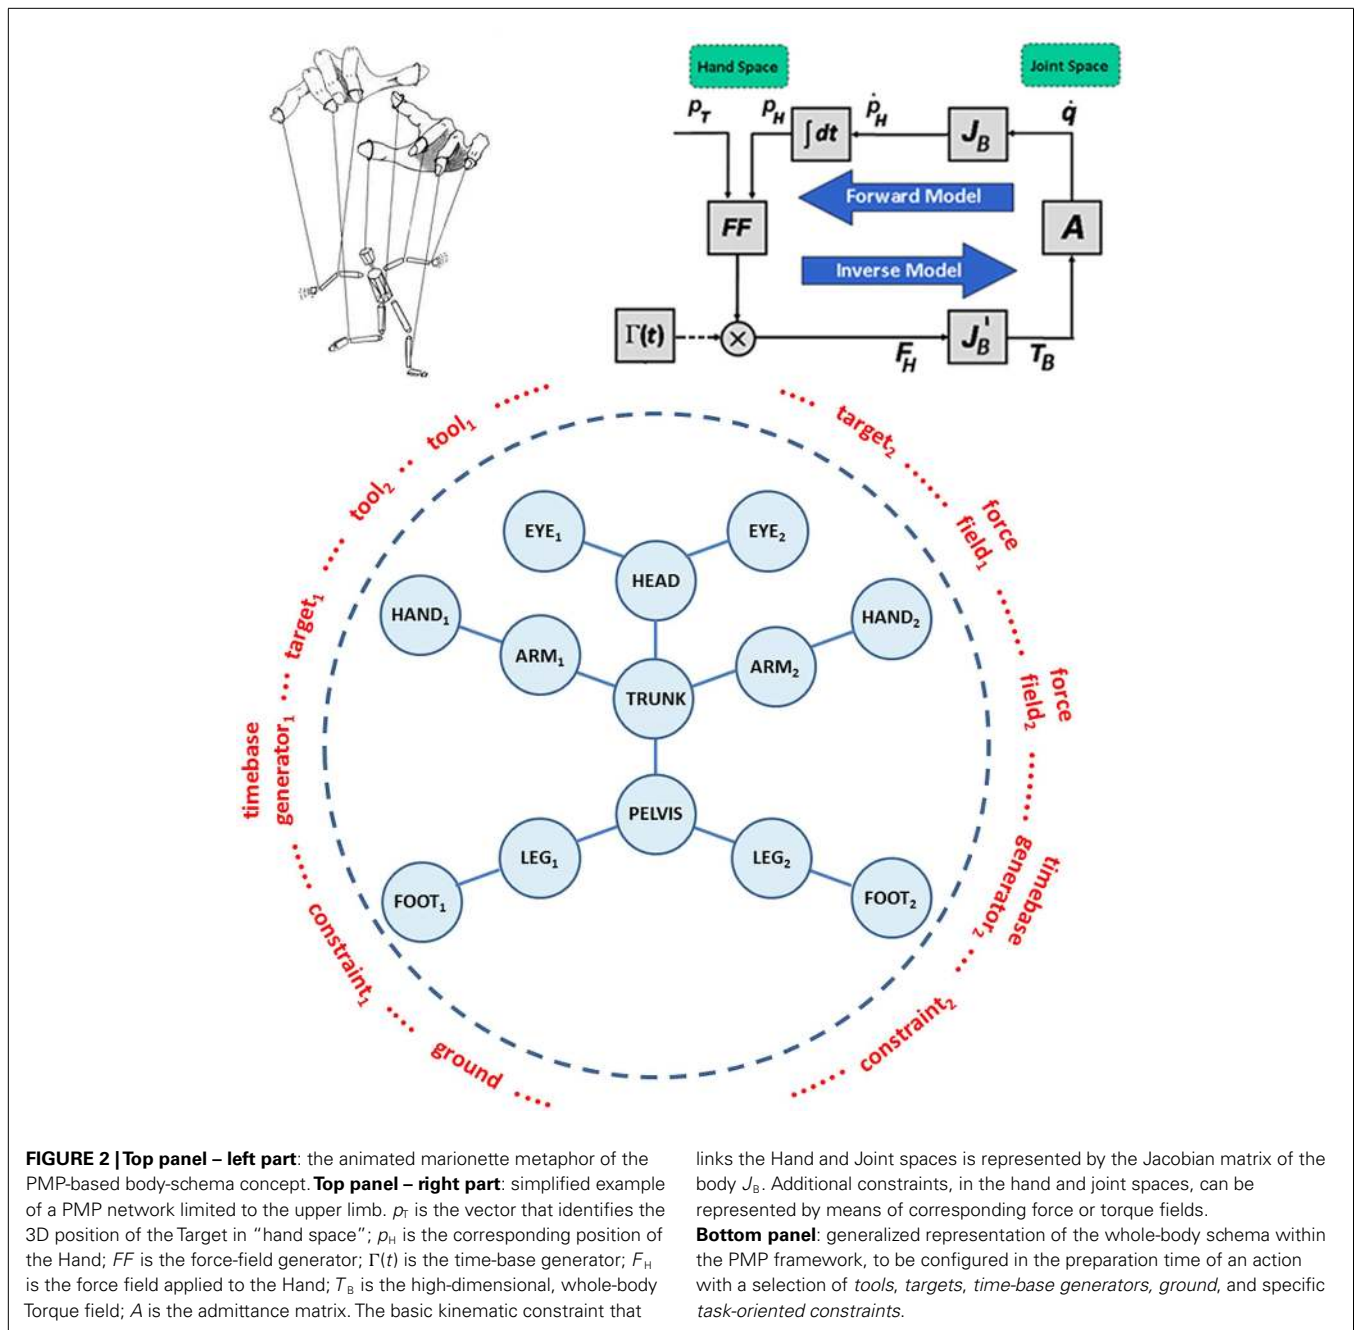 Hand Space
Joint Space
p_T
p_H
ṗ_H
q̇
∫dt
J_B
Forward Model
FF
A
Inverse Model
Γ(t)
×
F_H
J'_B
T_B
tool₁
target₂
tool₂
force
field₁
EYE₁
EYE₂
HEAD
HAND₁
HAND₂
target₁
ARM₁
ARM₂
TRUNK
force
field₂
timebase
generator₁
PELVIS
LEG₁
LEG₂
FOOT₁
FOOT₂
timebase
generator₂
constraint₁
constraint₂
ground
FIGURE 2 | Top panel – left part: the animated marionette metaphor of the
PMP-based body-schema concept. Top panel – right part: simplified example
of a PMP network limited to the upper limb. p_T is the vector that identifies the
3D position of the Target in “hand space”; p_H is the corresponding position of
the Hand; FF is the force-field generator; Γ(t) is the time-base generator; F_H
is the force field applied to the Hand; T_B is the high-dimensional, whole-body
Torque field; A is the admittance matrix. The basic kinematic constraint that
links the Hand and Joint spaces is represented by the Jacobian matrix of the
body J_B. Additional constraints, in the hand and joint spaces, can be
represented by means of corresponding force or torque fields.
Bottom panel: generalized representation of the whole-body schema within
the PMP framework, to be configured in the preparation time of an action
with a selection of tools, targets, time-base generators, ground, and specific
task-oriented constraints.